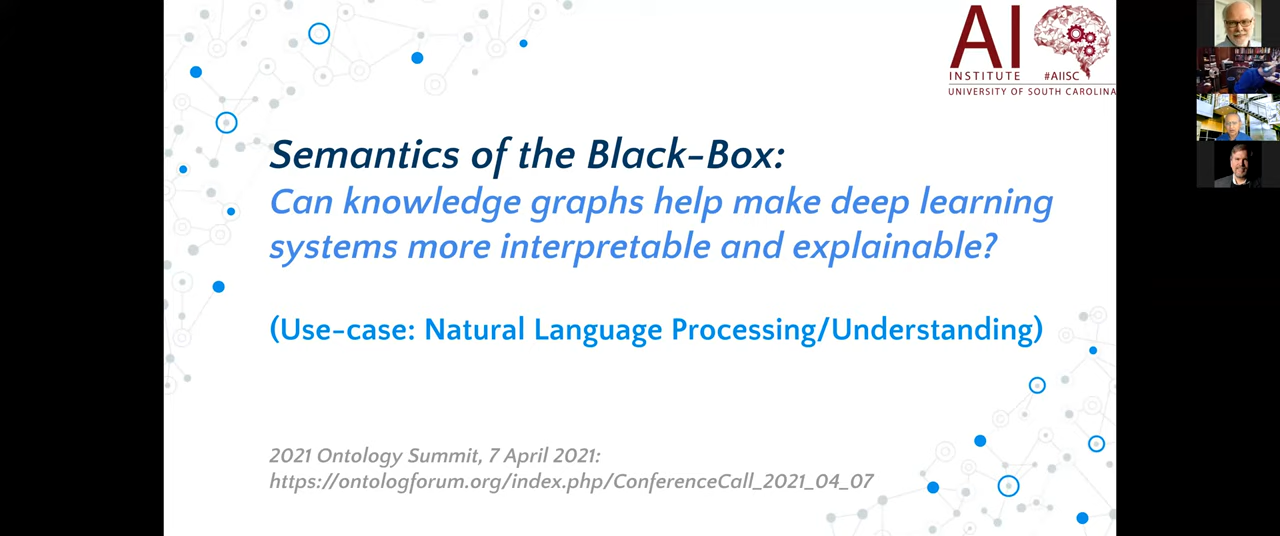 AI
INSTITUTE #AIISC
UNIVERSITY OF SOUTH CAROLINA
Semantics of the Black-Box:
Can knowledge graphs help make deep learning
systems more interpretable and explainable?
(Use-case: Natural Language Processing/Understanding)
2021 Ontology Summit, 7 April 2021:
https://ontologforum.org/index.php/ConferenceCall_2021_04_07